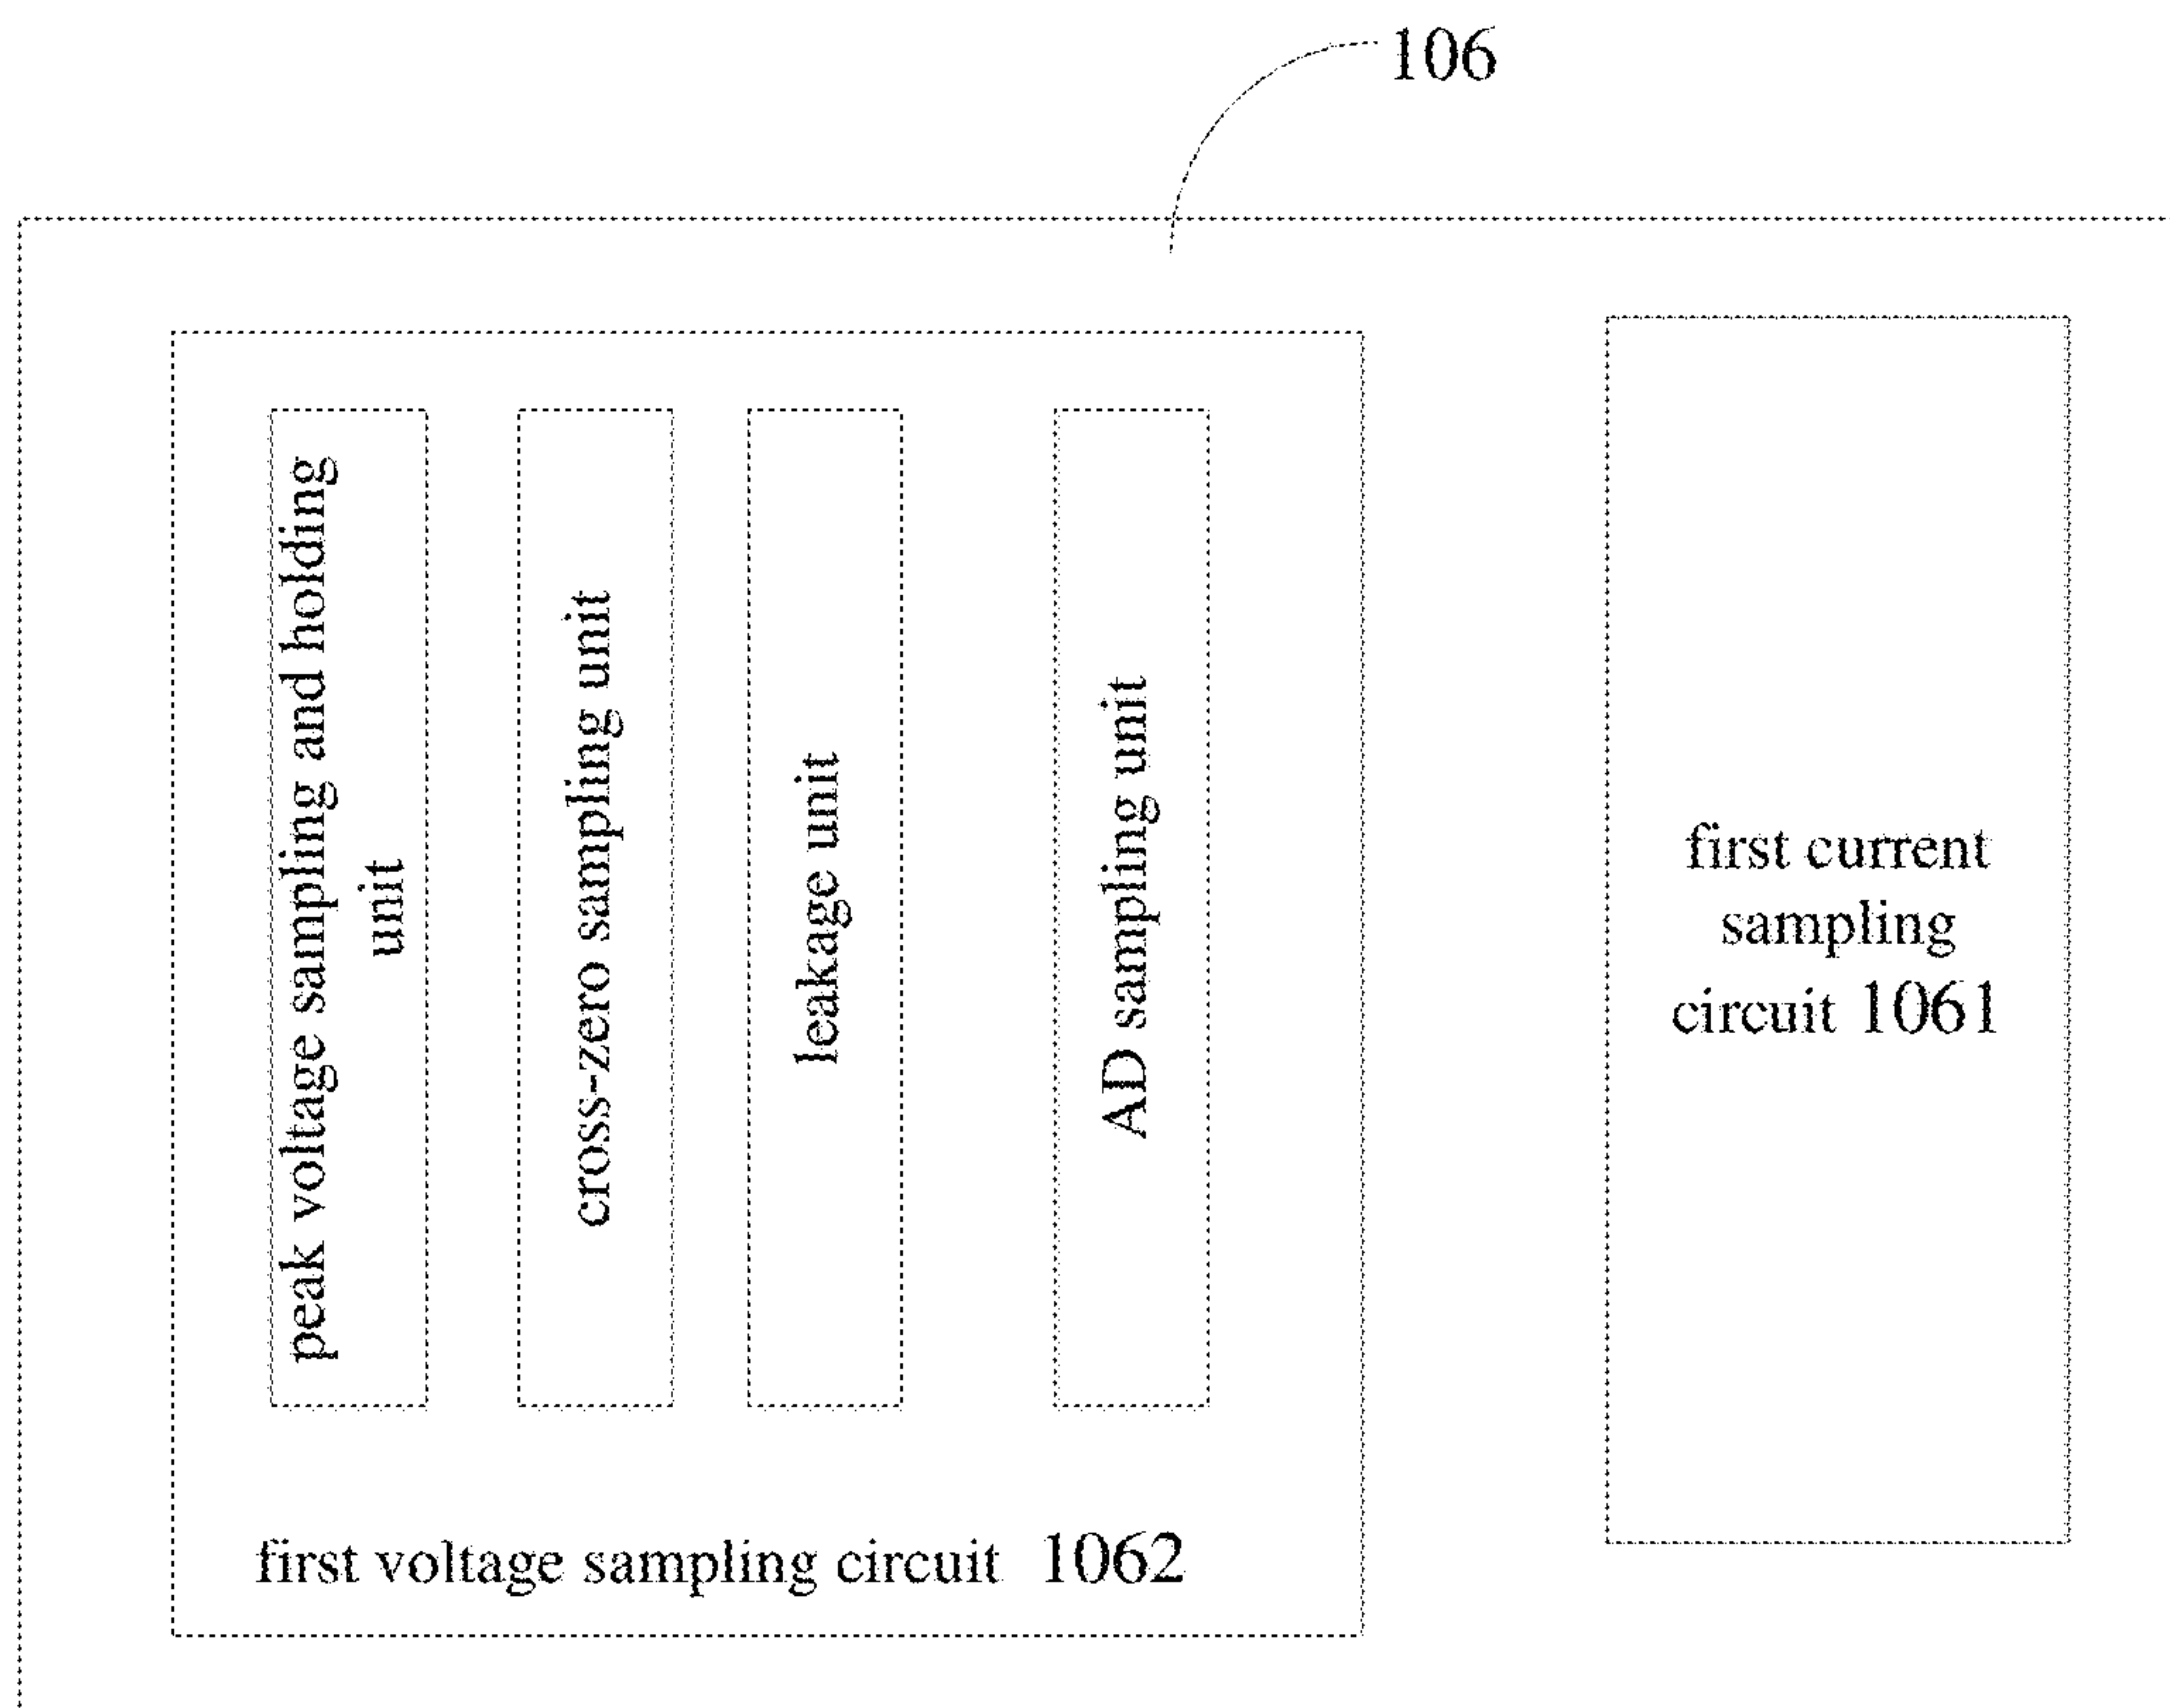 106
peak voltage sampling and holding
unit
cross-zero sampling unit
leakage unit
AD sampling unit
first current
sampling
circuit 1061
first voltage sampling circuit 1062